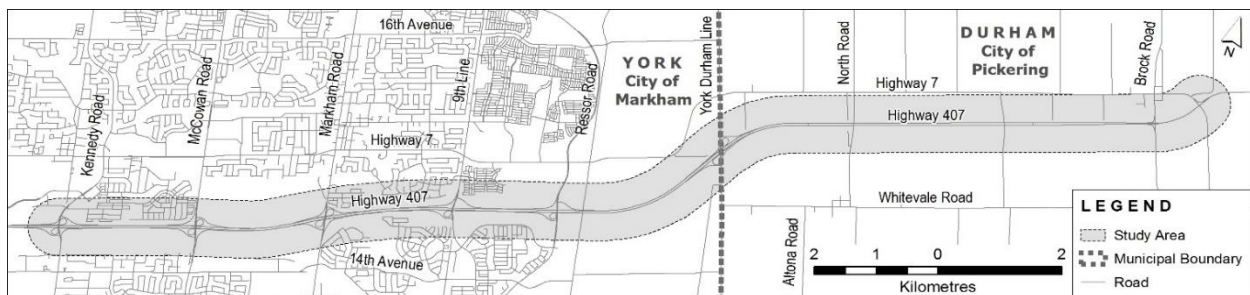 16th Avenue
Kennedy Road
McCowan Road
Markham Road
9th Line
Highway 7
Ressor Road
YORK
City of
Markham
York Durham Line
North Road
DURHAM
City of
Pickering
Brock Road
N
Highway 7
Highway 407
Highway 407
14th Avenue
Whitevale Road
Altona Road
2 1 0 2
Kilometres
LEGEND
Study Area
Municipal Boundary
Road